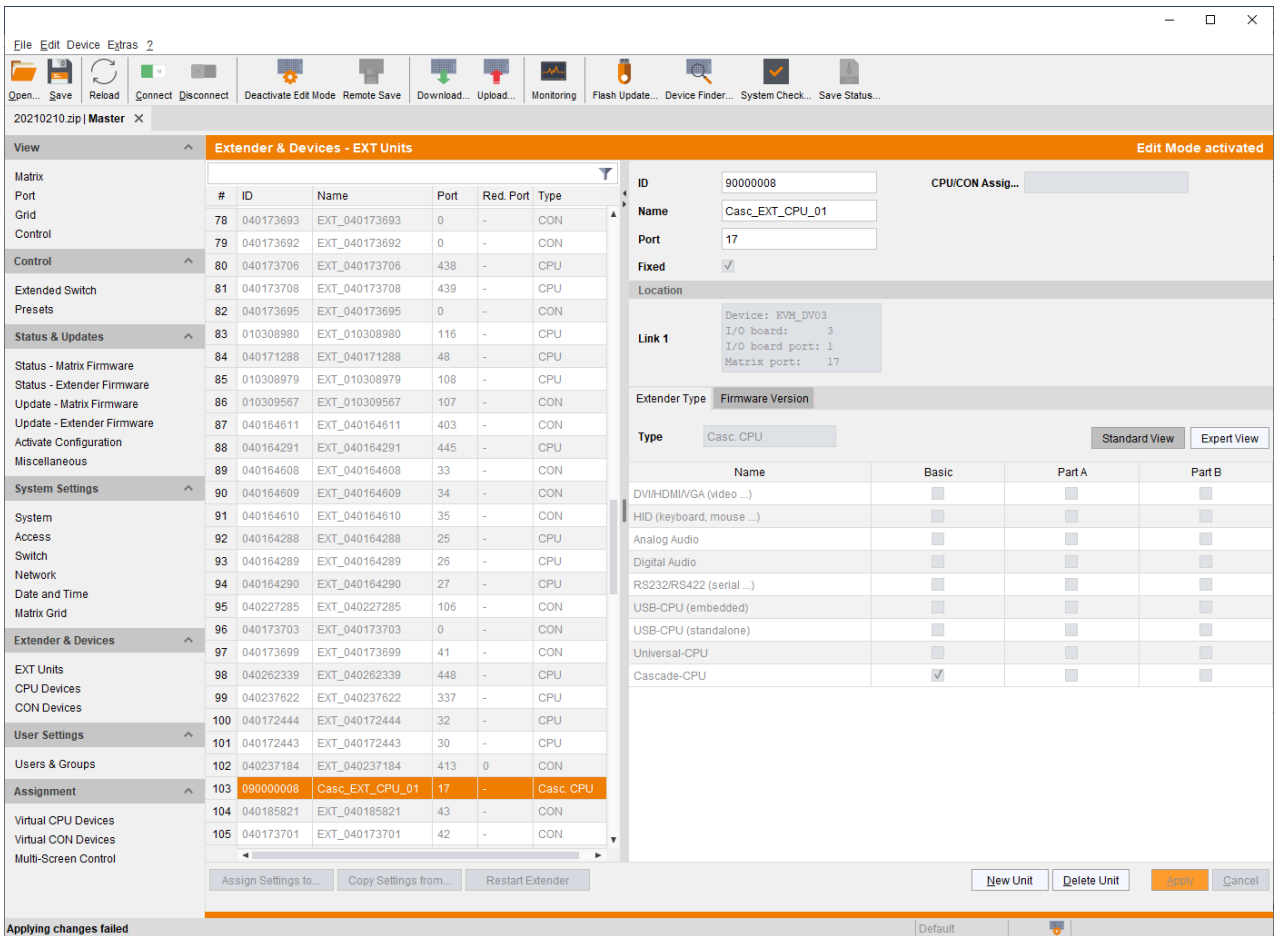 File Edit Device Extras ?
Open... Save Reload Connect Disconnect Deactivate Edit Mode Remote Save Download... Upload... Monitoring Flash Update... Device Finder... System Check... Save Status...
20210210.zip | Master
View
Matrix
Port
Grid
Control
Control
Extended Switch
Presets
Status & Updates
Status - Matrix Firmware
Status - Extender Firmware
Update - Matrix Firmware
Update - Extender Firmware
Activate Configuration
Miscellaneous
System Settings
System
Access
Switch
Network
Date and Time
Matrix Grid
Extender & Devices
EXT Units
CPU Devices
CON Devices
User Settings
Users & Groups
Assignment
Virtual CPU Devices
Virtual CON Devices
Multi-Screen Control
Extender & Devices - EXT Units Edit Mode activated
# ID Name Port Red. Port Type
78 040173693 EXT_040173693 0 - CON
79 040173692 EXT_040173692 0 - CON
80 040173706 EXT_040173706 438 - CPU
81 040173708 EXT_040173708 439 - CPU
82 040173695 EXT_040173695 0 - CON
83 010308980 EXT_010308980 116 - CPU
84 040171288 EXT_040171288 48 - CPU
85 010308979 EXT_010308979 108 - CPU
86 010309567 EXT_010309567 107 - CON
87 040164611 EXT_040164611 403 - CON
88 040164291 EXT_040164291 445 - CPU
89 040164608 EXT_040164608 33 - CON
90 040164609 EXT_040164609 34 - CON
91 040164610 EXT_040164610 35 - CON
92 040164288 EXT_040164288 25 - CPU
93 040164289 EXT_040164289 26 - CPU
94 040164290 EXT_040164290 27 - CPU
95 040227285 EXT_040227285 106 - CON
96 040173703 EXT_040173703 0 - CON
97 040173699 EXT_040173699 41 - CON
98 040262339 EXT_040262339 448 - CPU
99 040237622 EXT_040237622 337 - CPU
100 040172444 EXT_040172444 32 - CPU
101 040172443 EXT_040172443 30 - CPU
102 040237184 EXT_040237184 413 0 CON
103 090000008 Casc_EXT_CPU_01 17 - Casc. CPU
104 040185821 EXT_040185821 43 - CON
105 040173701 EXT_040173701 42 - CON
Assign Settings to... Copy Settings from... Restart Extender
ID 90000008 CPU/CON Assig...
Name Casc_EXT_CPU_01
Port 17
Fixed
Location
Link 1
Device: KVM_DV03
I/O board: 3
I/O board port: 1
Matrix port: 17
Extender Type Firmware Version
Type Casc. CPU Standard View Expert View
Name Basic Part A Part B
DVI/HDMI/VGA (video ...)
HID (keyboard, mouse ...)
Analog Audio
Digital Audio
RS232/RS422 (serial ...)
USB-CPU (embedded)
USB-CPU (standalone)
Universal-CPU
Cascade-CPU
New Unit Delete Unit Apply Cancel
Applying changes failed Default